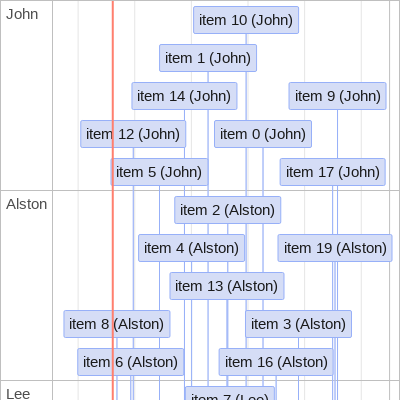 John
item 10 (John)
item 1 (John)
item 14 (John)
item 9 (John)
item 12 (John)
item 0 (John)
item 5 (John)
item 17 (John)
Alston
item 2 (Alston)
item 4 (Alston)
item 19 (Alston)
item 13 (Alston)
item 8 (Alston)
item 3 (Alston)
item 6 (Alston)
item 16 (Alston)
Lee
item 7 (Lee)